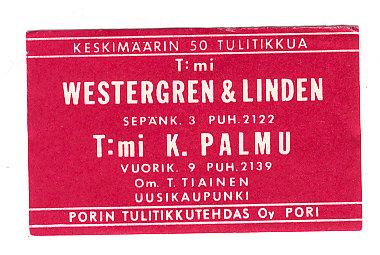 KESKIMÄÄRIN 50 TULITIKKUA
T:mi
WESTERGREN & LINDEN
SEPÄNK. 3 PUH. 2122
T:mi K. PALMU
VUORIK. 9 PUH. 2139
Om. T. TIAINEN
UUSIKAUPUNKI
PORIN TULITIKKUTEHDAS Oy PORI